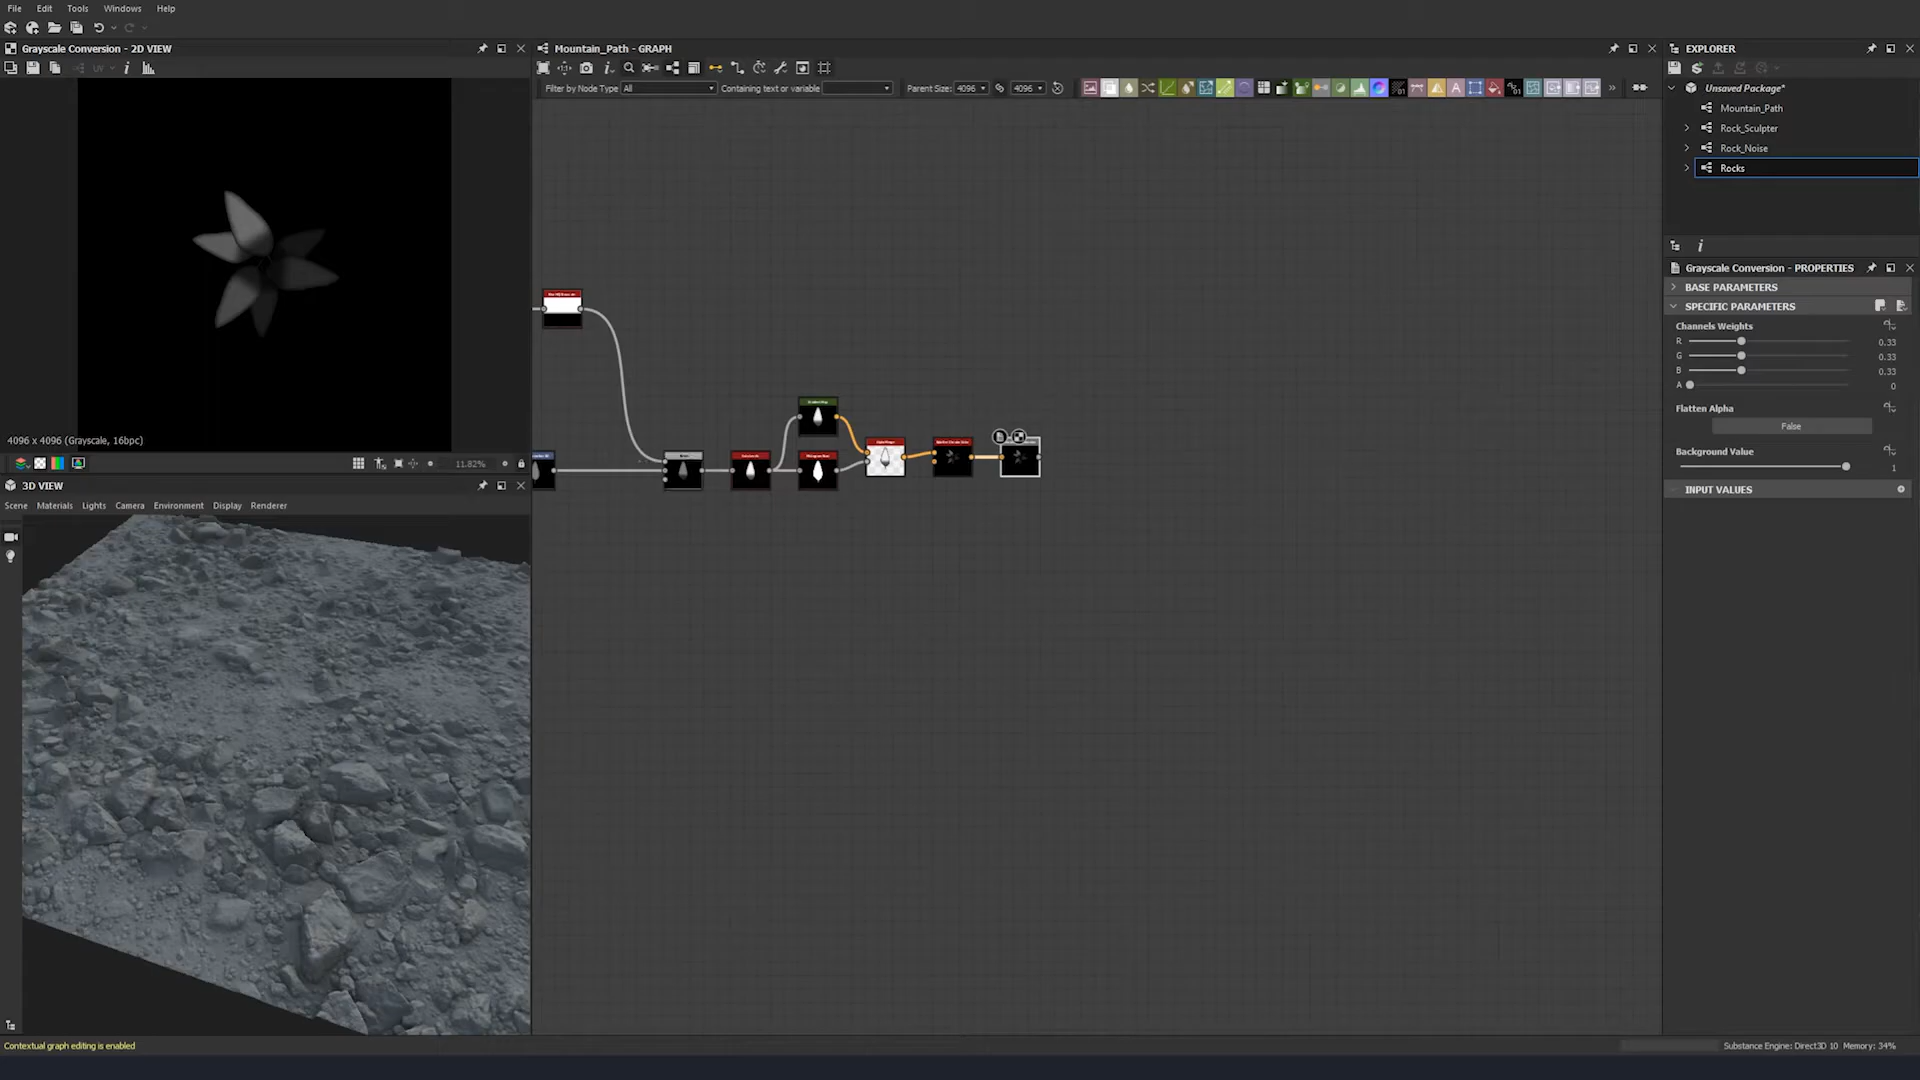 File Edit Tools Windows Help
Grayscale Conversion - 2D VIEW
UV
4096 x 4096 (Grayscale, 16bpc)
11.82%
3D VIEW
Scene Materials Lights Camera Environment Display Renderer
Contextual graph editing is enabled
Mountain_Path - GRAPH
Filter by Node Type All Containing text or variable Parent Size: 4096 4096
EXPLORER
Unsaved Package*
Mountain_Path
Rock_Sculpter
Rock_Noise
Rocks
Grayscale Conversion - PROPERTIES
BASE PARAMETERS
SPECIFIC PARAMETERS
Channels Weights
R 0.33
G 0.33
B 0.33
A 0
Flatten Alpha
False
Background Value
1
INPUT VALUES
Substance Engine: Direct3D 10 Memory: 34%